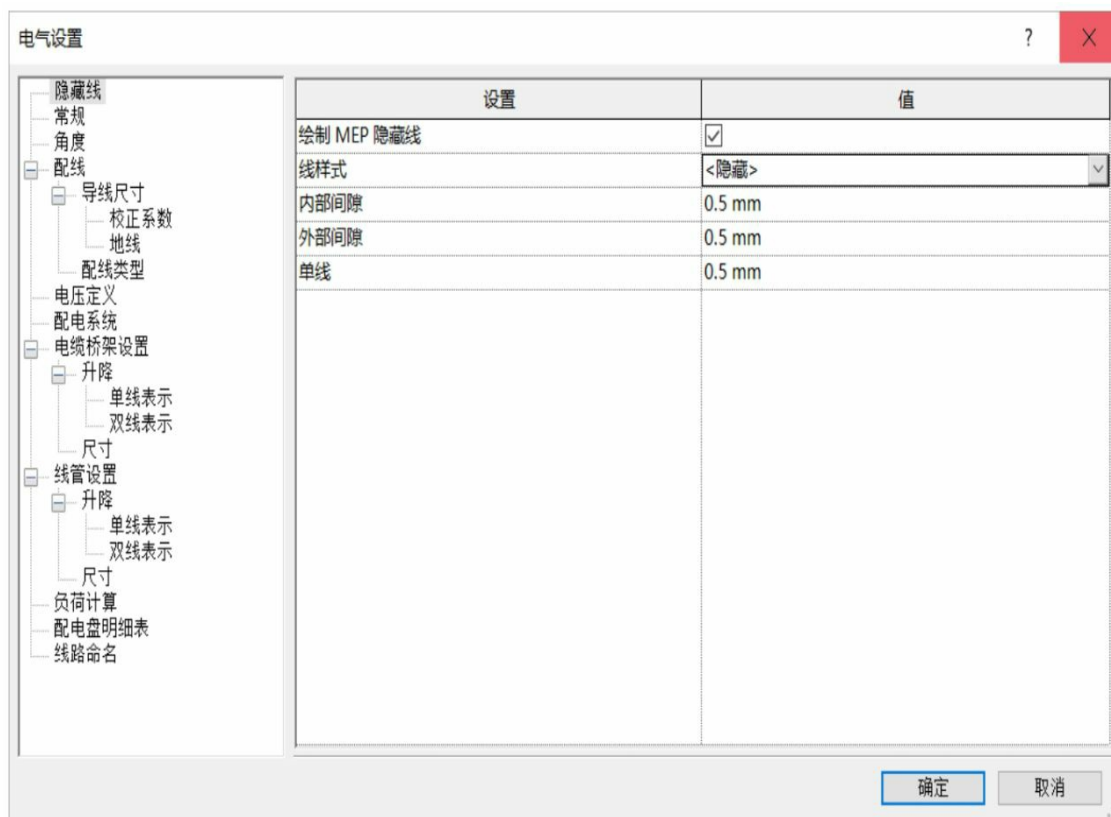 电气设置
?
隐藏线
常规
角度
配线
导线尺寸
校正系数
地线
配线类型
电压定义
配电系统
电缆桥架设置
升降
单线表示
双线表示
尺寸
线管设置
升降
单线表示
双线表示
尺寸
负荷计算
配电盘明细表
线路命名
设置 值
绘制 MEP 隐藏线
线样式 <隐藏>
内部间隙 0.5 mm
外部间隙 0.5 mm
单线 0.5 mm
确定 取消